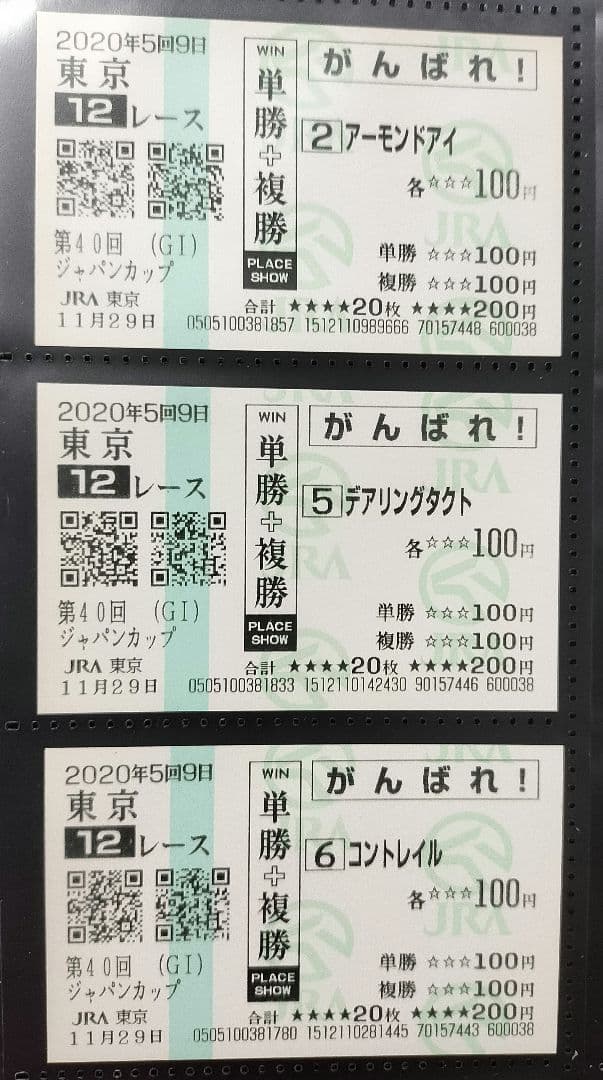 2020年5回9日
東京
12レース
第40回 (GI)
ジャパンカップ
JRA 東京
11月29日
WIN
単勝+複勝
PLACE
SHOW
がんばれ!
2 アーモンドアイ
各☆☆☆100円
単勝 ☆☆☆100円
複勝 ☆☆☆100円
合計 ★★★★20枚 ★★★★200円
0505100381857 1512110989666 70157448 600038
JRA
2020年5回9日
東京
12レース
第40回 (GI)
ジャパンカップ
JRA 東京
11月29日
WIN
単勝+複勝
PLACE
SHOW
がんばれ!
5 デアリングタクト
各☆☆☆100円
単勝 ☆☆☆100円
複勝 ☆☆☆100円
合計 ★★★★20枚 ★★★★200円
0505100381833 1512110142430 90157446 600038
JRA
2020年5回9日
東京
12レース
第40回 (GI)
ジャパンカップ
JRA 東京
11月29日
WIN
単勝+複勝
PLACE
SHOW
がんばれ!
6 コントレイル
各☆☆☆100円
単勝 ☆☆☆100円
複勝 ☆☆☆100円
合計 ★★★★20枚 ★★★★200円
0505100381780 1512110281445 70157443 600038
JRA